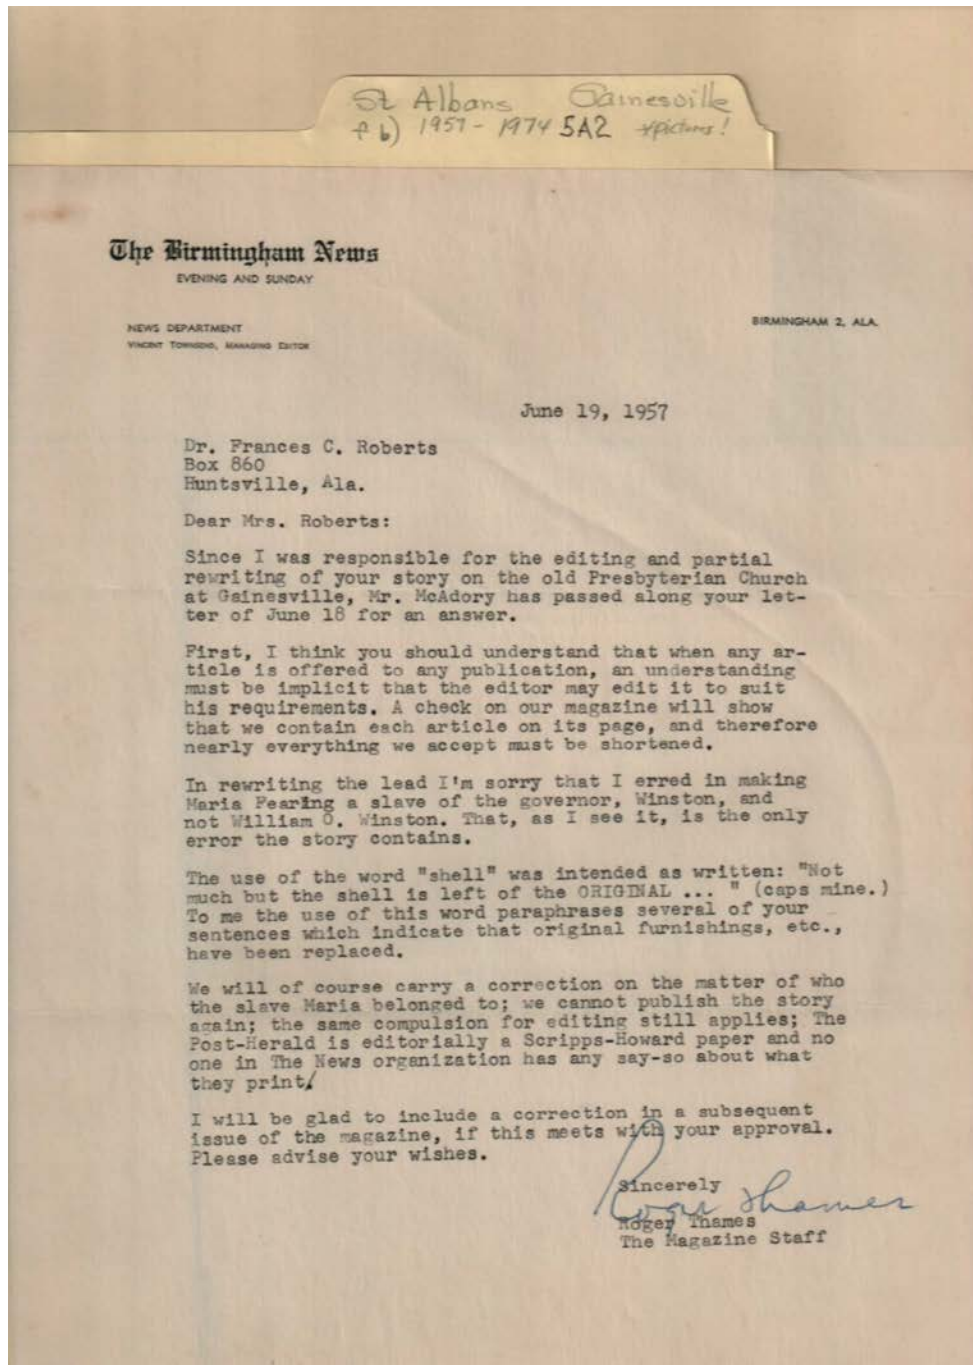 St Albans Gainesville
f b) 1957 - 1974 5A2 *pictures!
The Birmingham News
EVENING AND SUNDAY
NEWS DEPARTMENT
VINCENT TOWNSEND, MANAGING EDITOR
BIRMINGHAM 2, ALA.
June 19, 1957
Dr. Frances C. Roberts
Box 860
Huntsville, Ala.
Dear Mrs. Roberts:
Since I was responsible for the editing and partial
rewriting of your story on the old Presbyterian Church
at Gainesville, Mr. McAdory has passed along your let-
ter of June 18 for an answer.
First, I think you should understand that when any ar-
ticle is offered to any publication, an understanding
must be implicit that the editor may edit it to suit
his requirements. A check on our magazine will show
that we contain each article on its page, and therefore
nearly everything we accept must be shortened.
In rewriting the lead I'm sorry that I erred in making
Maria Fearing a slave of the governor, Winston, and
not William O. Winston. That, as I see it, is the only
error the story contains.
The use of the word "shell" was intended as written: "Not
much but the shell is left of the ORIGINAL ... " (caps mine.)
To me the use of this word paraphrases several of your
sentences which indicate that original furnishings, etc.,
have been replaced.
We will of course carry a correction on the matter of who
the slave Maria belonged to; we cannot publish the story
again; the same compulsion for editing still applies; The
Post-Herald is editorially a Scripps-Howard paper and no
one in The News organization has any say-so about what
they print.
I will be glad to include a correction in a subsequent
issue of the magazine, if this meets with your approval.
Please advise your wishes.
Sincerely
Roger Thames
Roger Thames
The Magazine Staff